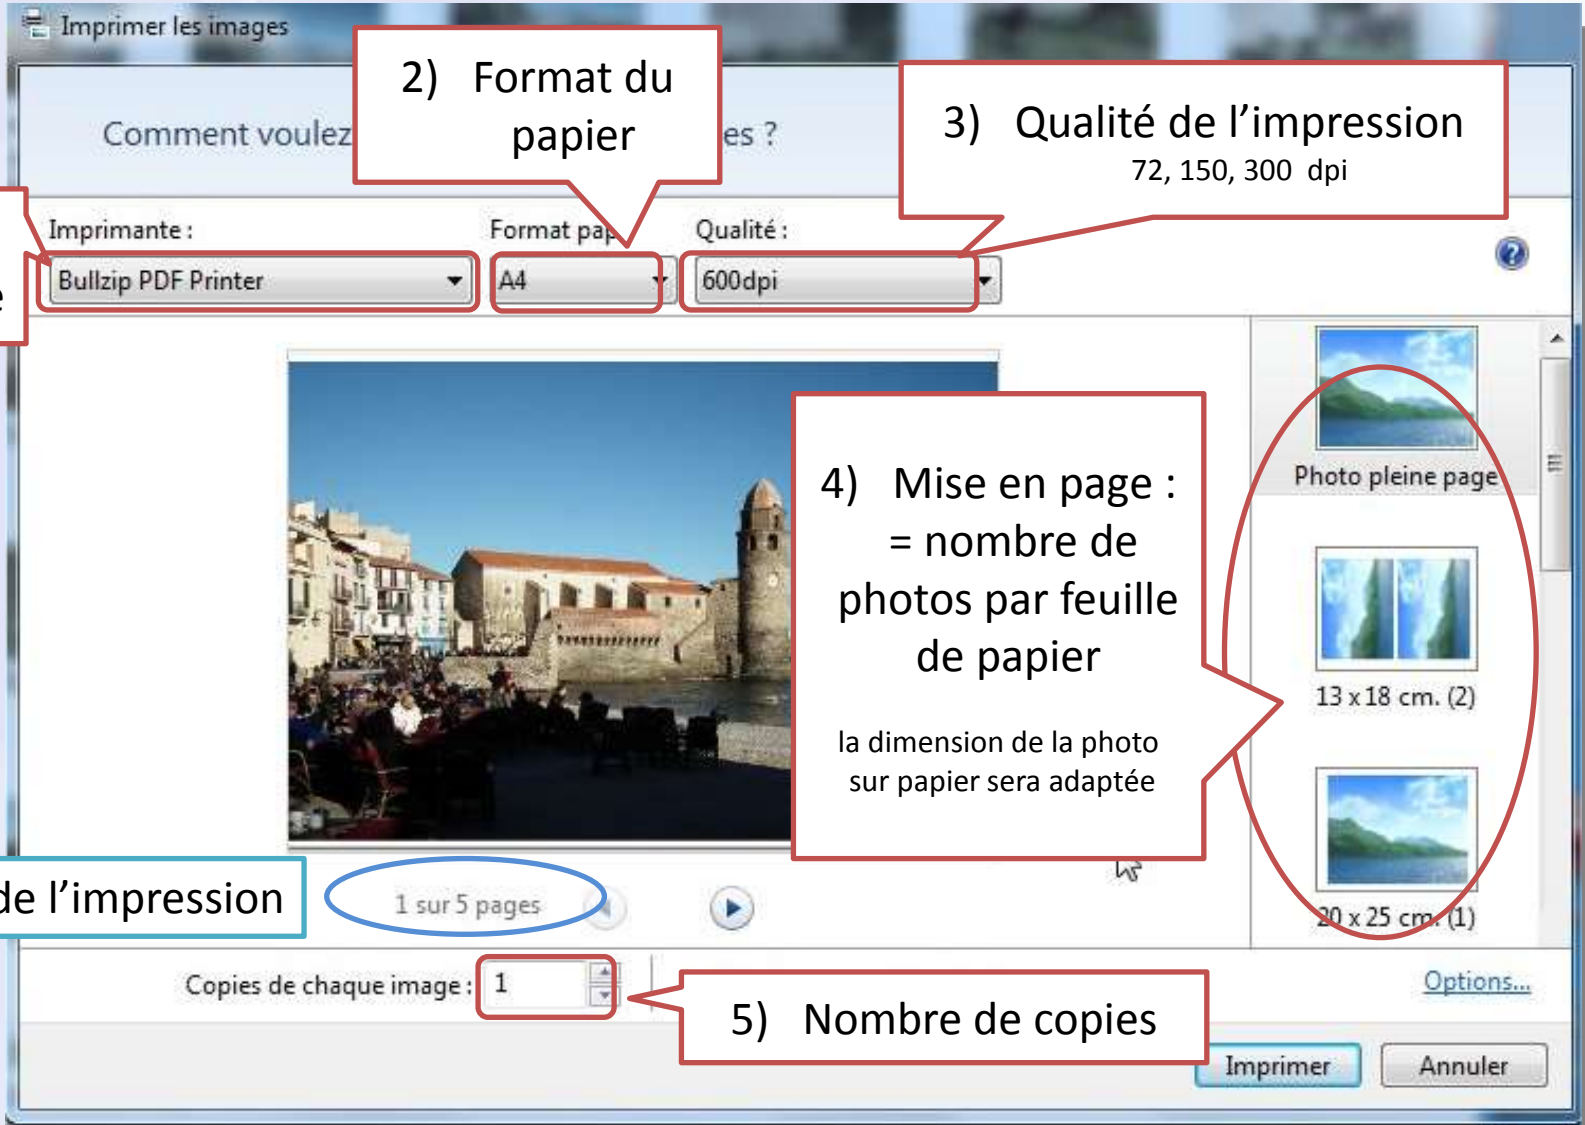 Imprimer les images
2) Format du
papier
3) Qualité de l’impression
72, 150, 300 dpi
Comment voulez
es ?
Imprimante :
Format pap
Qualité :
Bullzip PDF Printer
A4
600dpi
e
Photo pleine page
4) Mise en page :
= nombre de
photos par feuille
de papier
la dimension de la photo
sur papier sera adaptée
13 x 18 cm. (2)
20 x 25 cm. (1)
de l’impression
1 sur 5 pages
Copies de chaque image : 1
5) Nombre de copies
Options...
Imprimer
Annuler